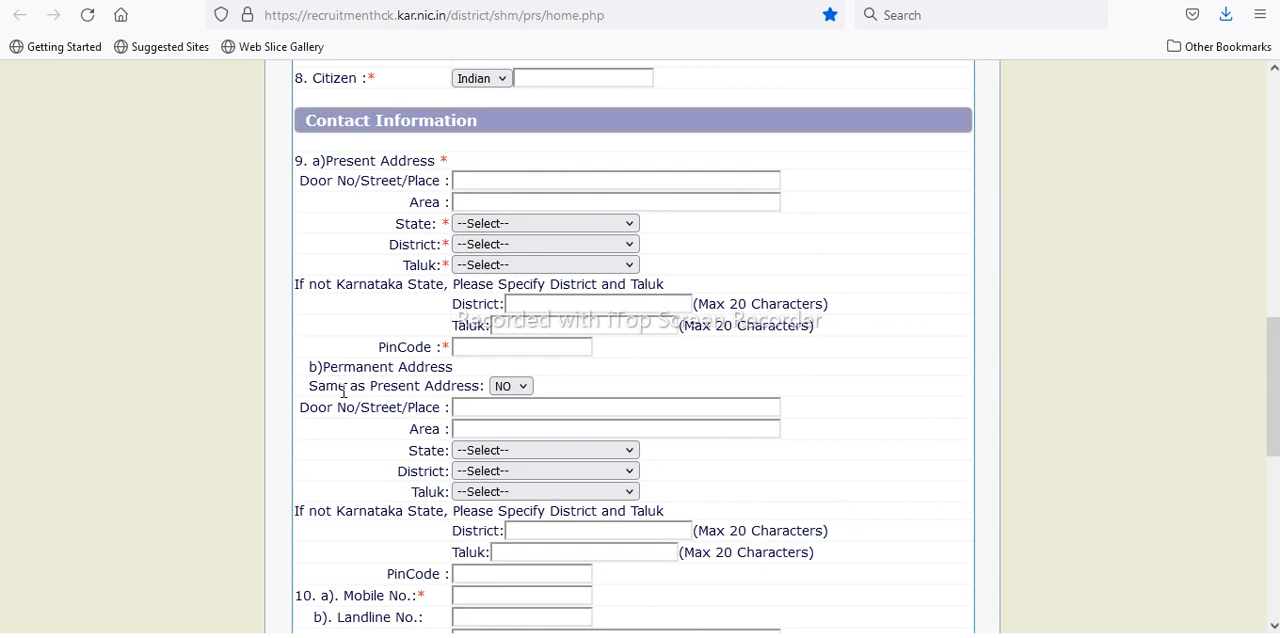 https://recruitmenthck.kar.nic.in/district/shm/prs/home.php
Search
Getting Started
Suggested Sites
Web Slice Gallery
Other Bookmarks
8. Citizen :* Indian
Contact Information
9. a)Present Address *
Door No/Street/Place :
Area :
State: * --Select--
District:* --Select--
Taluk:* --Select--
If not Karnataka State, Please Specify District and Taluk
District: (Max 20 Characters)
Recorded with iTop Screen Recorder
Taluk: (Max 20 Characters)
PinCode :*
b)Permanent Address
Same as Present Address: NO
Door No/Street/Place :
Area :
State: --Select--
District: --Select--
Taluk: --Select--
If not Karnataka State, Please Specify District and Taluk
District: (Max 20 Characters)
Taluk: (Max 20 Characters)
PinCode :
10. a). Mobile No.:*
b). Landline No.: